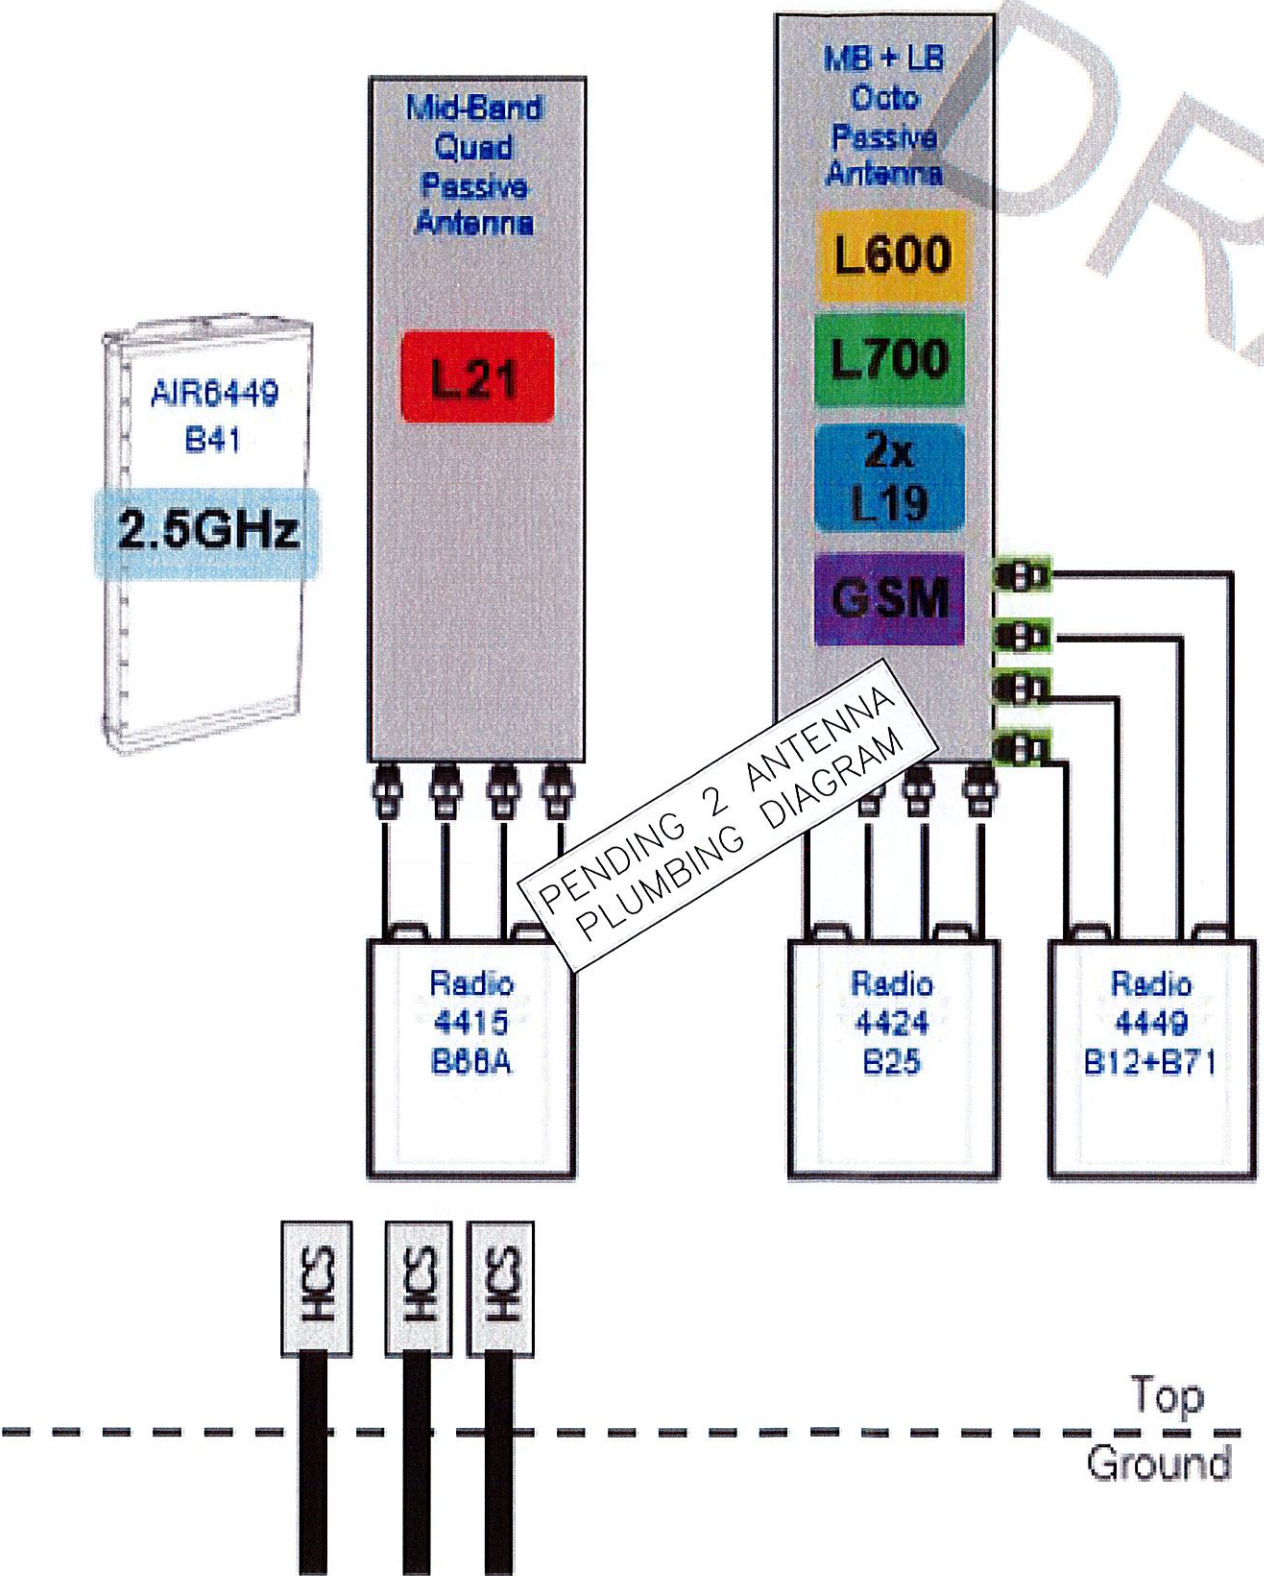 DRA
MB + LB
Octo
Passive
Antenna
Mid-Band
Quad
Passive
Antenna
L600
L700
2x
L19
GSM
L21
AIR6449
B41
2.5GHz
PENDING 2 ANTENNA
PLUMBING DIAGRAM
Radio
4415
B66A
Radio
4424
B25
Radio
4449
B12+B71
HCS
HCS
HCS
Top
Ground